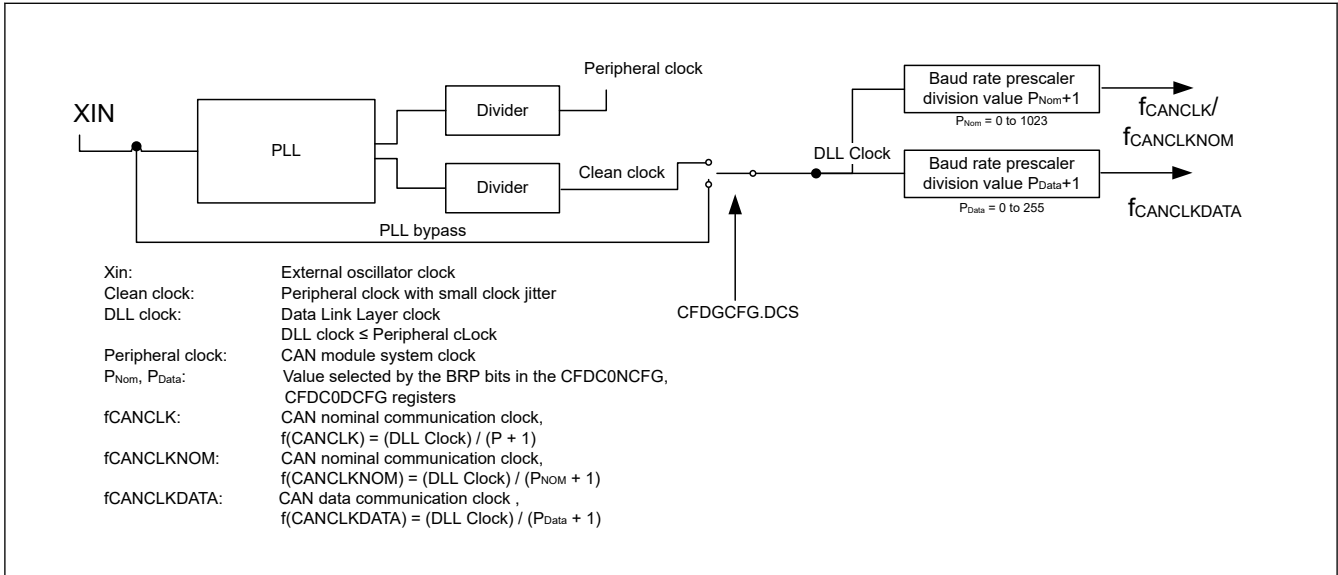 Peripheral clock
XIN
PLL
Divider
Divider
Clean clock
PLL bypass
DLL Clock
Baud rate prescaler
division value PNom+1
PNom = 0 to 1023
fCANCLK/
fCANCLKNOM
Baud rate prescaler
division value PData+1
PData = 0 to 255
fCANCLKDATA
CFDGCFG.DCS
Xin: External oscillator clock
Clean clock: Peripheral clock with small clock jitter
DLL clock: Data Link Layer clock
DLL clock ≤ Peripheral cLock
Peripheral clock: CAN module system clock
PNom, PData: Value selected by the BRP bits in the CFDC0NCFG,
CFDC0DCFG registers
fCANCLK: CAN nominal communication clock,
f(CANCLK) = (DLL Clock) / (P + 1)
fCANCLKNOM: CAN nominal communication clock,
f(CANCLKNOM) = (DLL Clock) / (PNOM + 1)
fCANCLKDATA: CAN data communication clock ,
f(CANCLKDATA) = (DLL Clock) / (PData + 1)